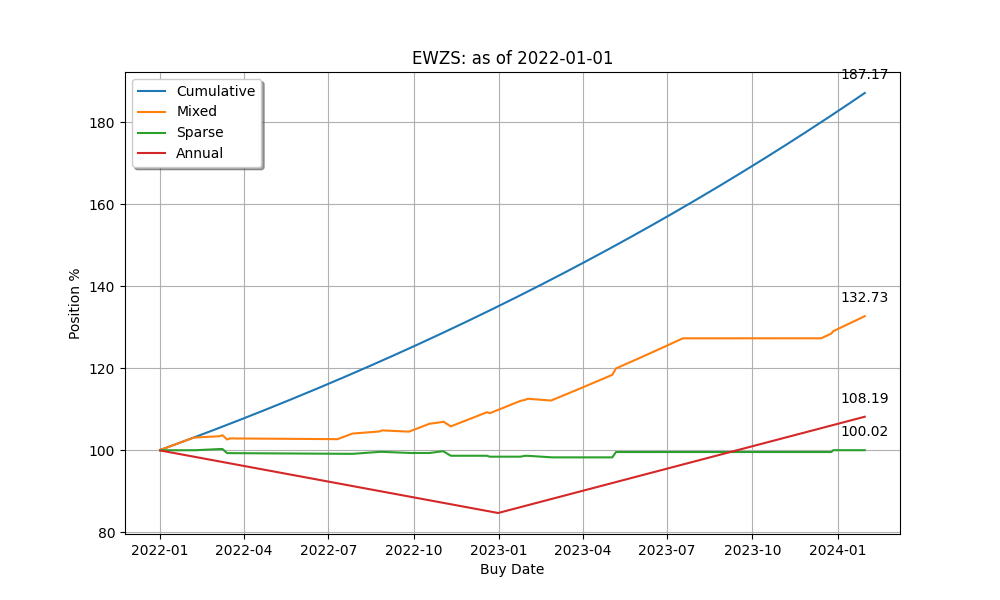 EWZS: as of 2022-01-01
187.17
Cumulative
Mixed
Sparse
Annual
180
160
140
132.73
120
108.19
100.02
100
80
Position %
2022-01 2022-04 2022-07 2022-10 2023-01 2023-04 2023-07 2023-10 2024-01
Buy Date